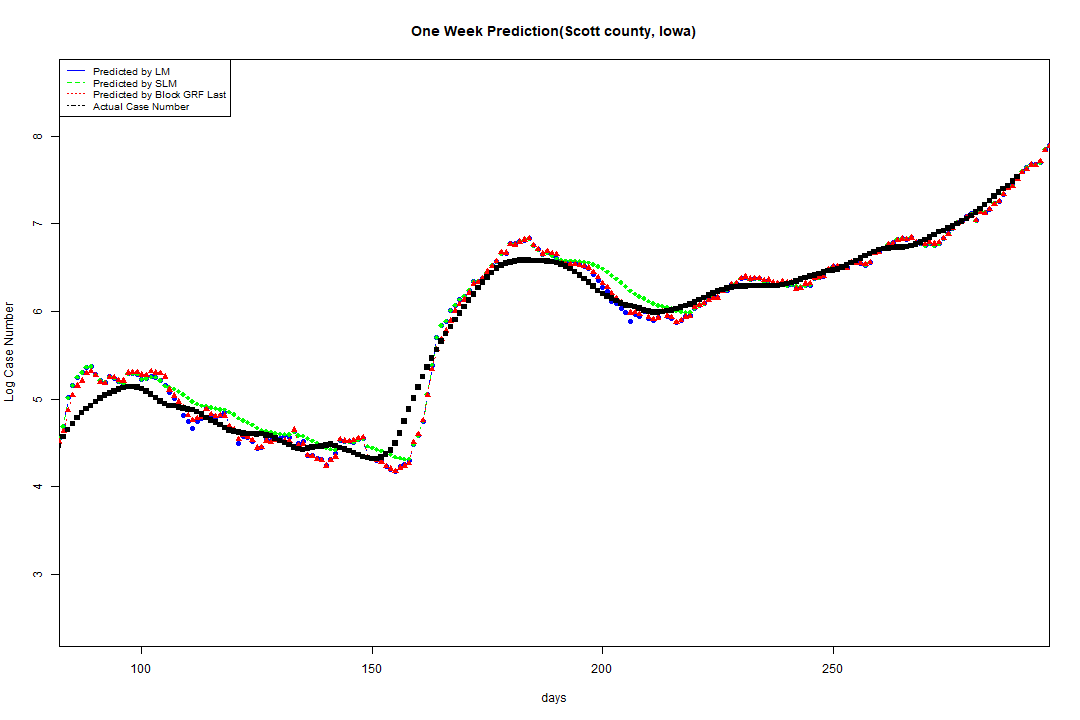 One Week Prediction(Scott county, Iowa)
Predicted by LM
Predicted by SLM
Predicted by Block GRF Last
Actual Case Number
8
7
6
5
4
3
Log Case Number
100 150 200 250
days